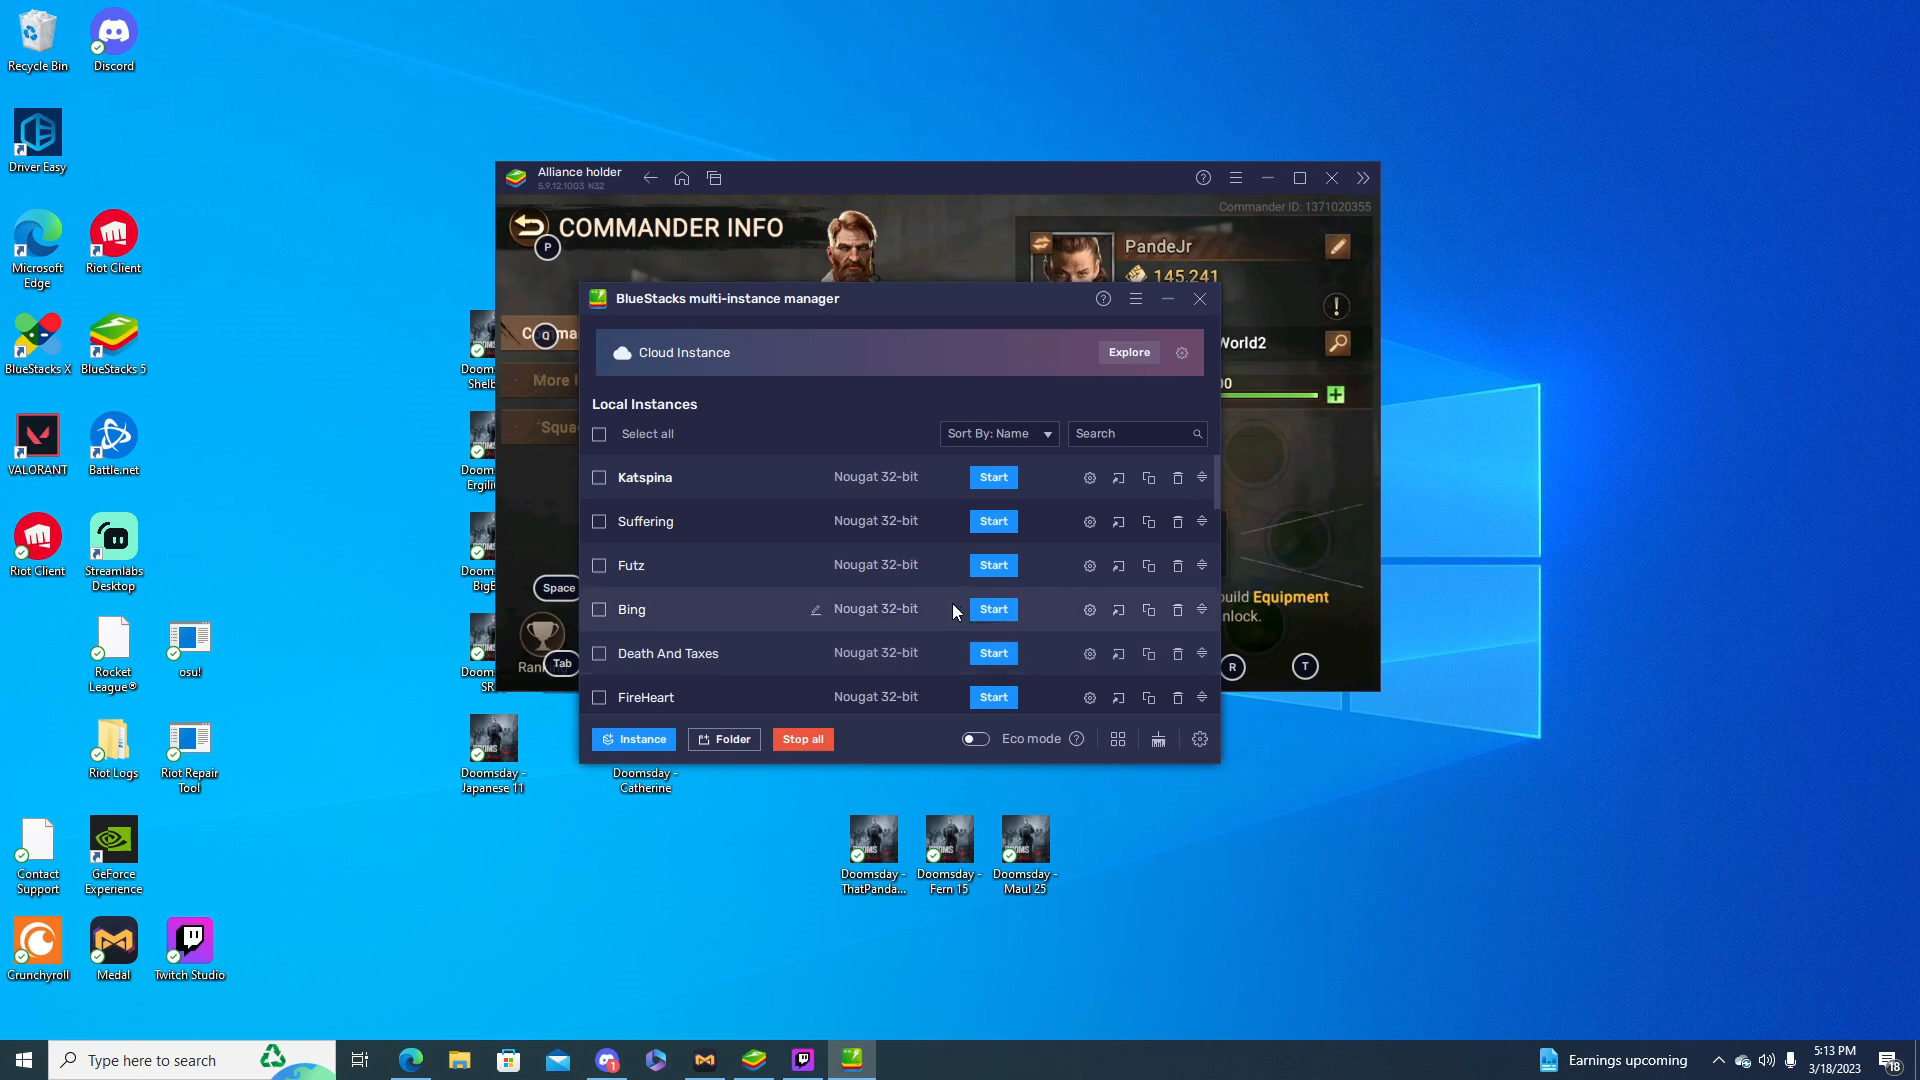 Recycle Bin
Discord
Driver Easy
Microsoft
Edge
Riot Client
BlueStacks X
BlueStacks 5
VALORANT
Battle.net
Riot Client
Streamlabs
Desktop
Rocket
League®
osu!
Riot Logs
Riot Repair
Tool
Contact
Support
GeForce
Experience
Crunchyroll
Medal
Twitch Studio
Doomsday -
Japanese 11
Doomsday -
Catherine
Doomsday -
ThatPanda...
Doomsday -
Fern 15
Doomsday -
Maul 25
Alliance holder
5.9.12.1003 N32
COMMANDER INFO
P
Commander ID: 1371020355
PandeJr
145,241
Q
More I
Squa
Space
Rank
Tab
World2
00
uild Equipment
nlock.
R
T
BlueStacks multi-instance manager
Cloud Instance
Explore
Local Instances
Select all
Sort By: Name
Search
Katspina
Nougat 32-bit
Start
Suffering
Nougat 32-bit
Start
Futz
Nougat 32-bit
Start
Bing
Nougat 32-bit
Start
Death And Taxes
Nougat 32-bit
Start
FireHeart
Nougat 32-bit
Start
Instance
Folder
Stop all
Eco mode
Type here to search
Earnings upcoming
5:13 PM
3/18/2023
18